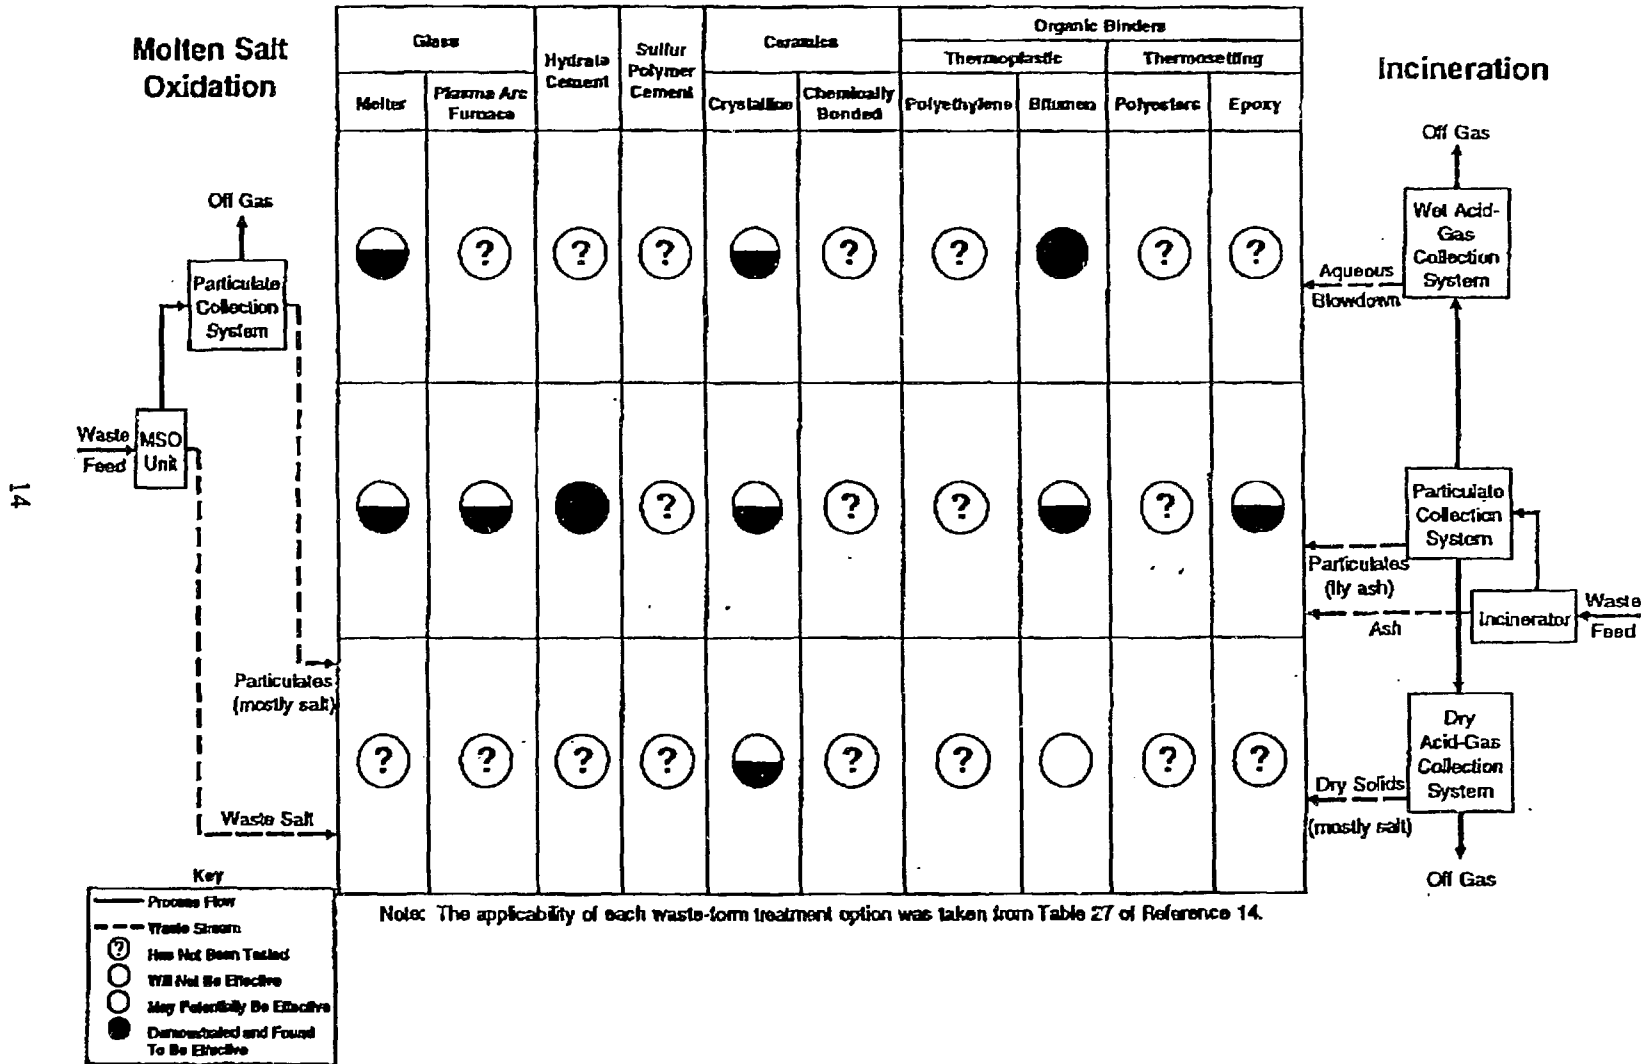 Molten Salt
Oxidation
Glass
Hydrate
Cement
Sulfur
Polymer
Cement
Ceramics
Organic Binders
Thermoplastic
Thermosetting
Melter
Plasma Arc
Furnace
Crystalline
Chemically
Bonded
Polyethylene
Bitumen
Polyesters
Epoxy
Incineration
Off Gas
Particulate
Collection
System
Waste
Feed
MSO
Unit
Particulates
(mostly salt)
Waste Salt
? ? ? ? ? ? ?
? ? ? ?
? ? ? ? ? ? ? ?
Off Gas
Wet Acid-
Gas
Collection
System
Aqueous
Blowdown
Particulate
Collection
System
Particulates
(fly ash)
Ash
Incinerator
Waste
Feed
Dry
Acid-Gas
Collection
System
Dry Solids
(mostly salt)
Off Gas
14
Key
Process Flow
Waste Stream
? Has Not Been Tested
Will Not Be Effective
May Potentially Be Effective
Demonstrated and Found
To Be Effective
Note: The applicability of each waste-form treatment option was taken from Table 27 of Reference 14.